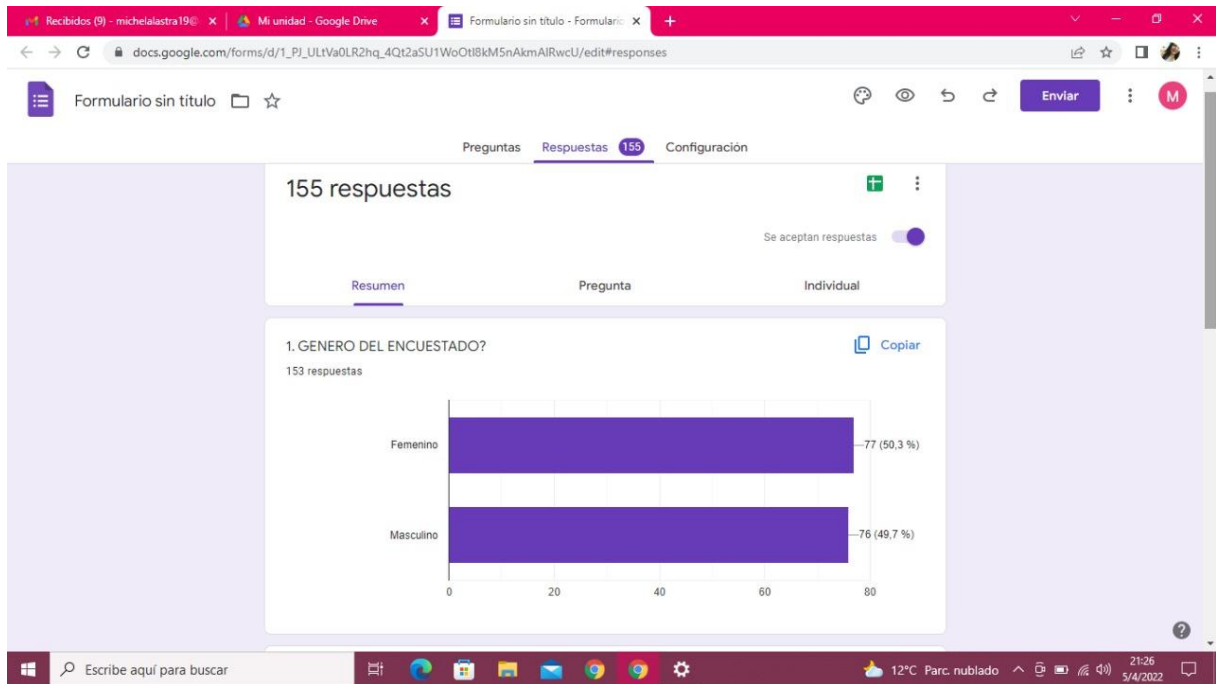 Recibidos (9) - michelalastra19@ Mi unidad - Google Drive Formulario sin título - Formulario
docs.google.com/forms/d/1_PJ_ULtVa0LR2hq_4Qt2aSU1WoOtI8kM5nAkmAlRwcU/edit#responses
Formulario sin título Enviar M
Preguntas Respuestas 155 Configuración
155 respuestas
Se aceptan respuestas
Resumen Pregunta Individual
1. GENERO DEL ENCUESTADO? Copiar
153 respuestas
Femenino 77 (50,3 %)
Masculino 76 (49,7 %)
0 20 40 60 80
Escribe aquí para buscar 12°C Parc. nublado 21:26
5/4/2022